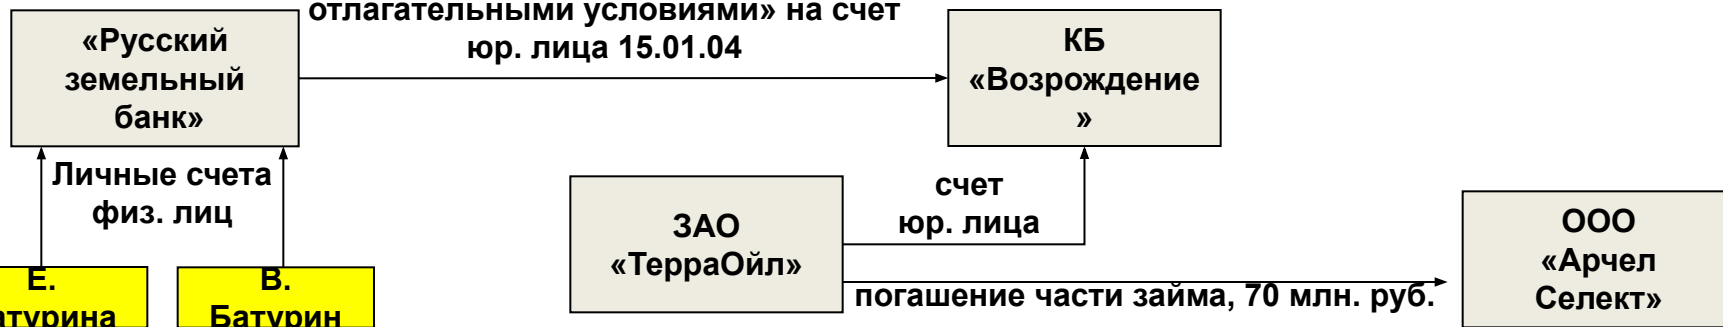 отлагательными условиями» на счет
юр. лица 15.01.04
«Русский
земельный
банк»
КБ
«Возрождение
»
Личные счета
физ. лиц
счет
юр. лица
ЗАО
«ТерраОйл»
ООО
«Арчел
Селект»
погашение части займа, 70 млн. руб.
Е.
атурина
В.
Батурин